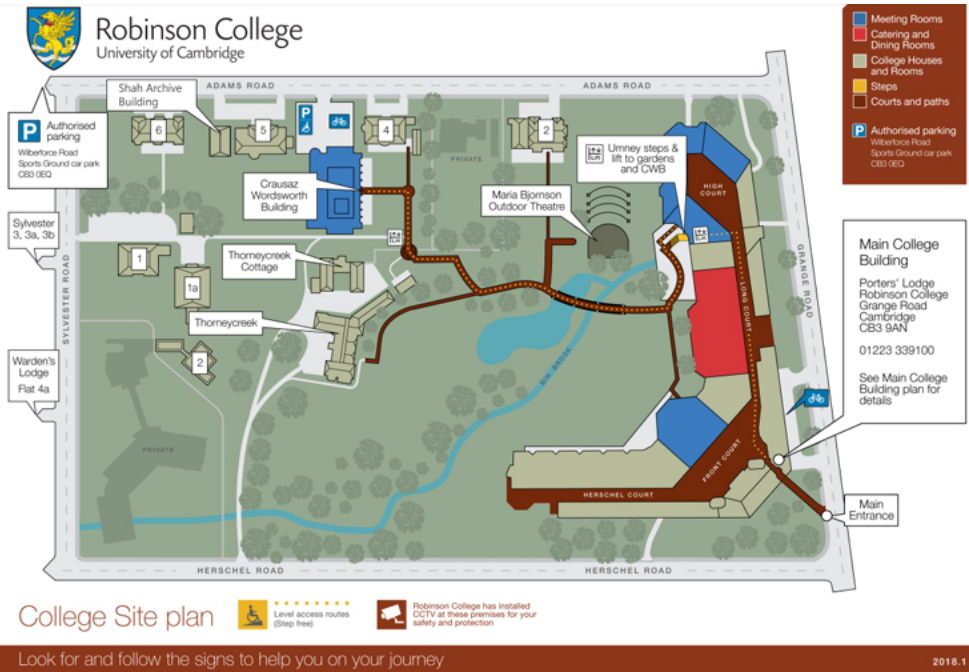 Robinson College
University of Cambridge
Meeting Rooms
Catering and
Dining Rooms
College Houses
and Rooms
Steps
Courts and paths
P Authorised parking
Wilberforce Road
Sports Ground car park
CB3 0EQ
ADAMS ROAD
ADAMS ROAD
Shah Archive
Building
P
6
5
4
2
P Authorised
parking
Wilberforce Road
Sports Ground car park
CB3 0EQ
PRIVATE
Umney steps &
lift to gardens
and CWB
Crausaz
Wordsworth
Building
Maria Bjornson
Outdoor Theatre
HIGH
COURT
Sylvester
3, 3a, 3b
1
Thorneycreek
Cottage
1a
Main College
Building
Porters' Lodge
Robinson College
Grange Road
Cambridge
CB3 9AN
01223 339100
See Main College
Building plan for
details
SYLVESTER ROAD
GRANGE ROAD
LONG COURT
Thorneycreek
2
BIN BROOK
Warden's
Lodge
Flat 4a
PRIVATE
FRONT COURT
HERSCHEL COURT
Main
Entrance
HERSCHEL ROAD
HERSCHEL ROAD
College Site plan
Level access routes
(Step free)
Robinson College has installed
CCTV at these premises for your
safety and protection
Look for and follow the signs to help you on your journey
2018.1